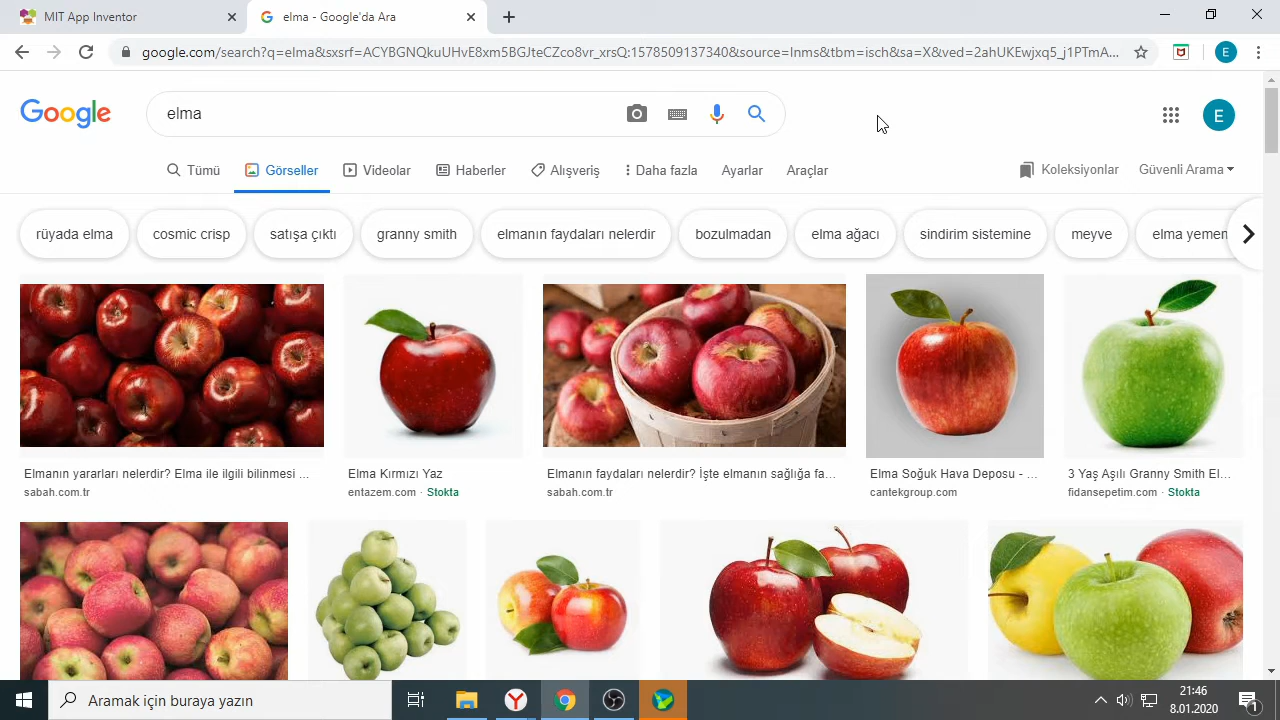 MIT App Inventor
elma - Google'da Ara
google.com/search?q=elma&sxsrf=ACYBGNQkuUHvE8xm5BGJteCZco8vr_xrsQ:1578509137340&source=lnms&tbm=isch&sa=X&ved=2ahUKEwjxq5_j1PTmA...
E
Google
elma
E
Tümü
Görseller
Videolar
Haberler
Alışveriş
Daha fazla
Ayarlar
Araçlar
Koleksiyonlar
Güvenli Arama
rüyada elma
cosmic crisp
satışa çıktı
granny smith
elmanın faydaları nelerdir
bozulmadan
elma ağacı
sindirim sistemine
meyve
elma yemen
Elmanın yararları nelerdir? Elma ile ilgili bilinmesi ...
sabah.com.tr
Elma Kırmızı Yaz
entazem.com · Stokta
Elmanın faydaları nelerdir? İşte elmanın sağlığa fa...
sabah.com.tr
Elma Soğuk Hava Deposu - ...
cantekgroup.com
3 Yaş Aşılı Granny Smith El...
fidansepetim.com · Stokta
Aramak için buraya yazın
21:46
8.01.2020
1